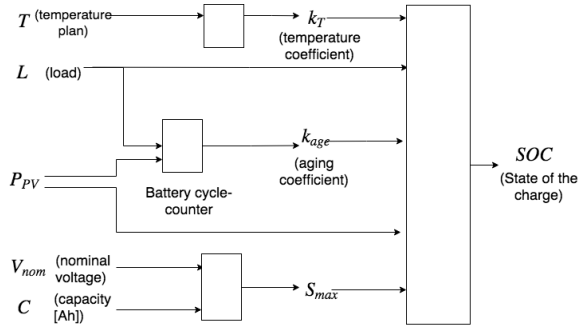 T (temperature
plan)
k_T
(temperature
coefficient)
L (load)
k_age
(aging
coefficient)
P_PV
Battery cycle-
counter
SOC
(State of the
charge)
V_nom (nominal
voltage)
C (capacity
[Ah])
S_max